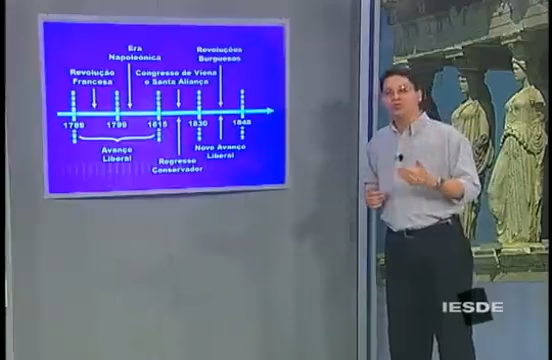 Era
Napoleônica
Revoluções
Burguesas
Revolução
Francesa
Congresso de Viena
e Santa Aliança
1789
1799
1815
1830
1848
Avanço
Liberal
Novo Avanço
Liberal
Regresso
Conservador
IESDE